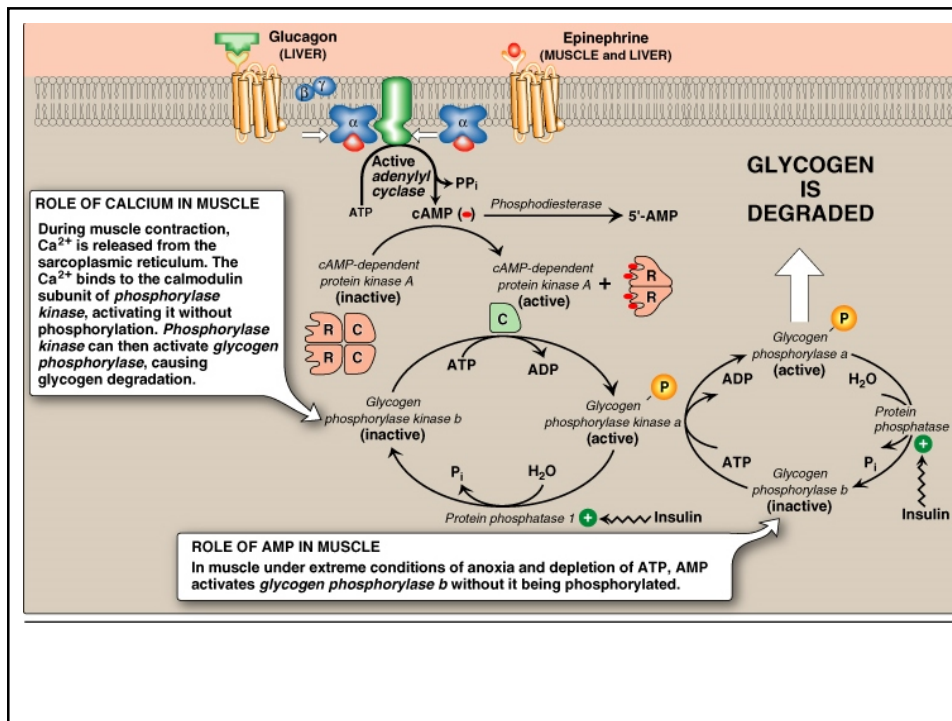 Glucagon
(LIVER)
Epinephrine
(MUSCLE and LIVER)
β γ
α
α
Active
adenylyl
cyclase
PPi
ATP
cAMP (-)
Phosphodiesterase
5'-AMP
GLYCOGEN
IS
DEGRADED
ROLE OF CALCIUM IN MUSCLE
During muscle contraction,
Ca2+ is released from the
sarcoplasmic reticulum. The
Ca2+ binds to the calmodulin
subunit of phosphorylase
kinase, activating it without
phosphorylation. Phosphorylase
kinase can then activate glycogen
phosphorylase, causing
glycogen degradation.
cAMP-dependent
protein kinase A
(inactive)
R C
R C
cAMP-dependent
protein kinase A
(active)
+
R
R
C
ATP
ADP
Glycogen
phosphorylase kinase b
(inactive)
P
Glycogen
phosphorylase kinase a
(active)
Pi
H2O
Protein phosphatase 1
+
Insulin
P
Glycogen
phosphorylase a
(active)
ADP
H2O
Protein
phosphatase
+
ATP
Pi
Glycogen
phosphorylase b
(inactive)
Insulin
ROLE OF AMP IN MUSCLE
In muscle under extreme conditions of anoxia and depletion of ATP, AMP
activates glycogen phosphorylase b without it being phosphorylated.